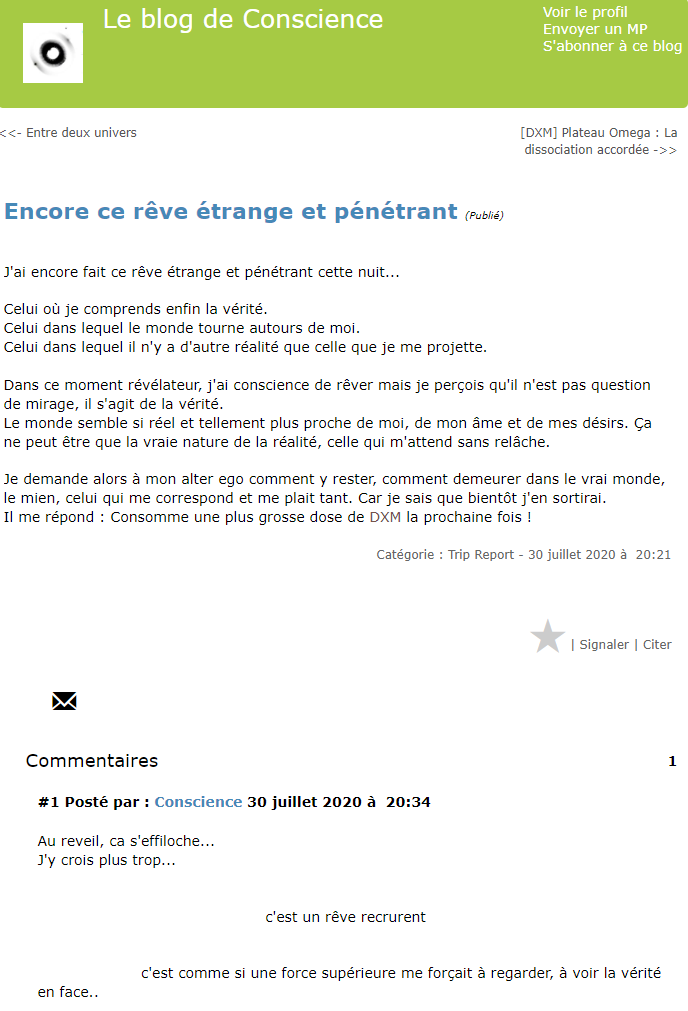 Le blog de Conscience
Voir le profil
Envoyer un MP
S'abonner à ce blog
<<- Entre deux univers
[DXM] Plateau Omega : La
dissociation accordée ->>
Encore ce rêve étrange et pénétrant (Publié)
J'ai encore fait ce rêve étrange et pénétrant cette nuit...
Celui où je comprends enfin la vérité.
Celui dans lequel le monde tourne autours de moi.
Celui dans lequel il n'y a d'autre réalité que celle que je me projette.
Dans ce moment révélateur, j'ai conscience de rêver mais je perçois qu'il n'est pas question
de mirage, il s'agit de la vérité.
Le monde semble si réel et tellement plus proche de moi, de mon âme et de mes désirs. Ça
ne peut être que la vraie nature de la réalité, celle qui m'attend sans relâche.
Je demande alors à mon alter ego comment y rester, comment demeurer dans le vrai monde,
le mien, celui qui me correspond et me plait tant. Car je sais que bientôt j'en sortirai.
Il me répond : Consomme une plus grosse dose de DXM la prochaine fois !
Catégorie : Trip Report - 30 juillet 2020 à  20:21
| Signaler | Citer
Commentaires
1
#1 Posté par : Conscience 30 juillet 2020 à  20:34
Au reveil, ca s'effiloche...
J'y crois plus trop...
c'est un rêve recrurent
c'est comme si une force supérieure me forçait à regarder, à voir la vérité
en face..